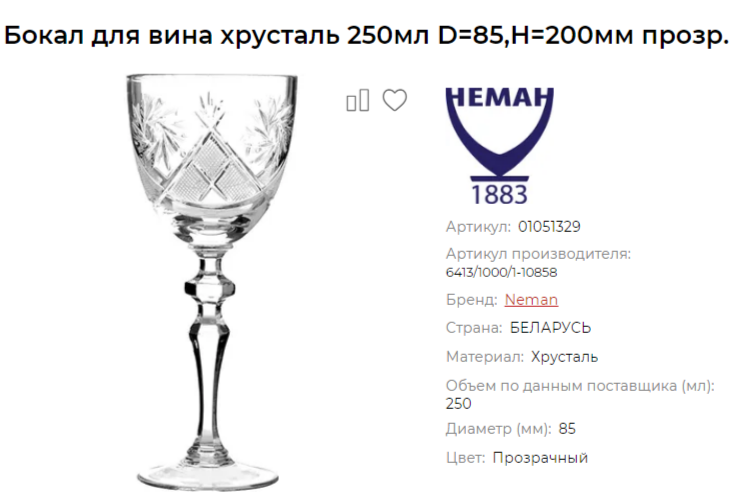 Бокал для вина хрусталь 250мл D=85,H=200мм прозр.
НЕМАН
1883
Артикул: 01051329
Артикул производителя:
6413/1000/1-10858
Бренд: Neman
Страна: БЕЛАРУСЬ
Материал: Хрусталь
Объем по данным поставщика (мл):
250
Диаметр (мм): 85
Цвет: Прозрачный